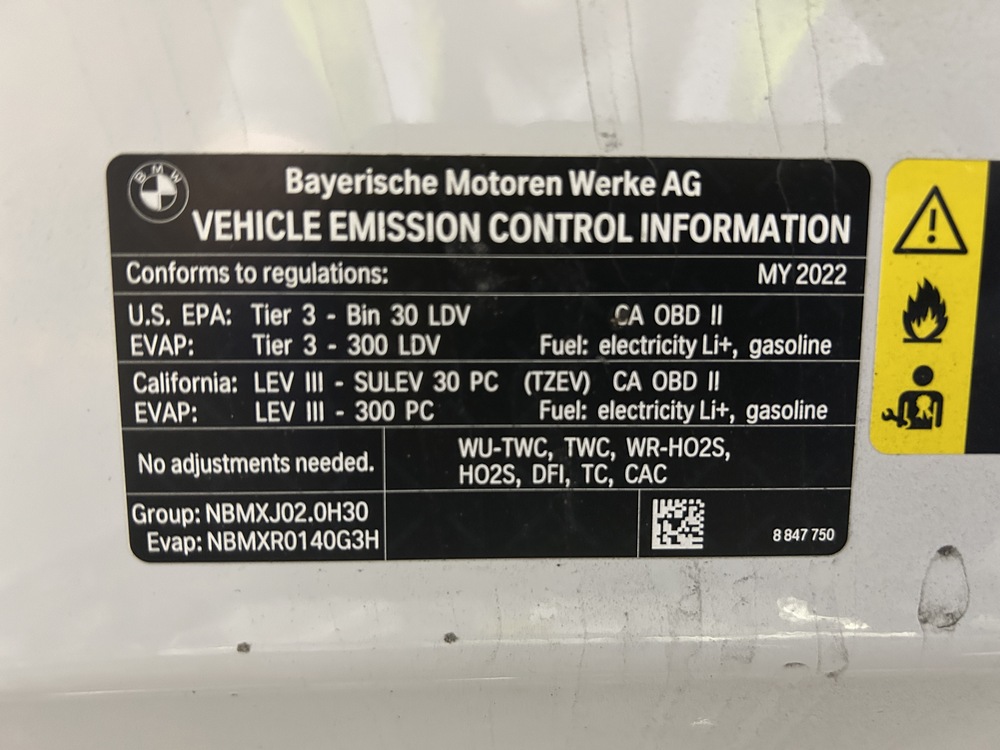 BMW
Bayerische Motoren Werke AG
VEHICLE EMISSION CONTROL INFORMATION
Conforms to regulations: MY 2022
U.S. EPA: Tier 3 - Bin 30 LDV CA OBD II
EVAP: Tier 3 - 300 LDV Fuel: electricity Li+, gasoline
California: LEV III - SULEV 30 PC (TZEV) CA OBD II
EVAP: LEV III - 300 PC Fuel: electricity Li+, gasoline
No adjustments needed.
WU-TWC, TWC, WR-HO2S,
HO2S, DFI, TC, CAC
Group: NBMXJ02.0H30
Evap: NBMXR0140G3H
8 847 750